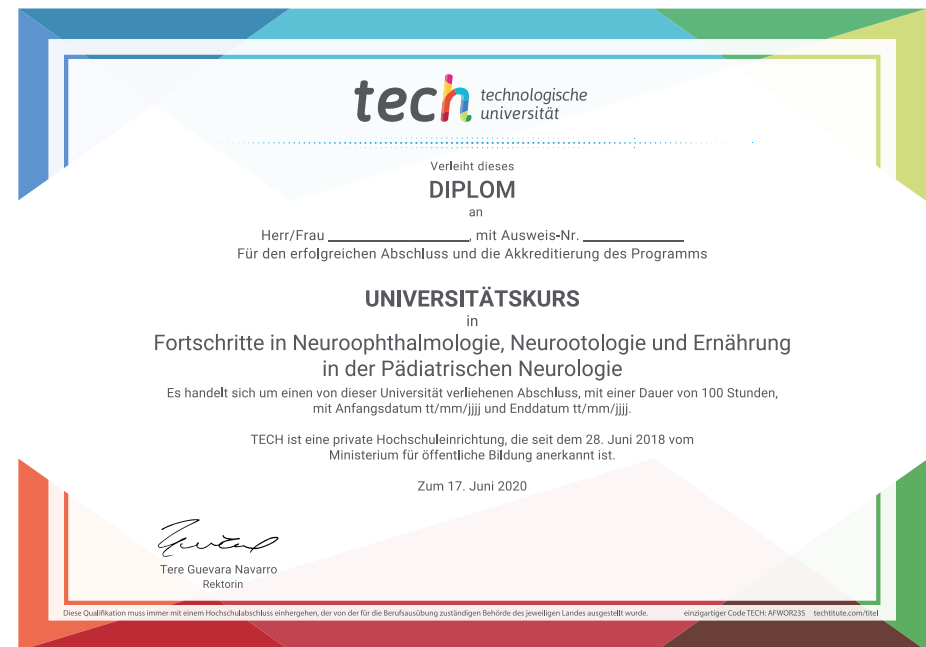 tech technologische
universität
Verleiht dieses
DIPLOM
an
Herr/Frau ____________________, mit Ausweis-Nr. ______________
Für den erfolgreichen Abschluss und die Akkreditierung des Programms
UNIVERSITÄTSKURS
in
Fortschritte in Neuroophthalmologie, Neurootologie und Ernährung
in der Pädiatrischen Neurologie
Es handelt sich um einen von dieser Universität verliehenen Abschluss, mit einer Dauer von 100 Stunden,
mit Anfangsdatum tt/mm/jjjj und Enddatum tt/mm/jjjj.
TECH ist eine private Hochschuleinrichtung, die seit dem 28. Juni 2018 vom
Ministerium für öffentliche Bildung anerkannt ist.
Zum 17. Juni 2020
Tere Guevara Navarro
Rektorin
Diese Qualifikation muss immer mit einem Hochschulabschluss einhergehen, der von der für die Berufsausübung zuständigen Behörde des jeweiligen Landes ausgestellt wurde. einzigartiger Code TECH: AFWOR235 techtitute.com/titel